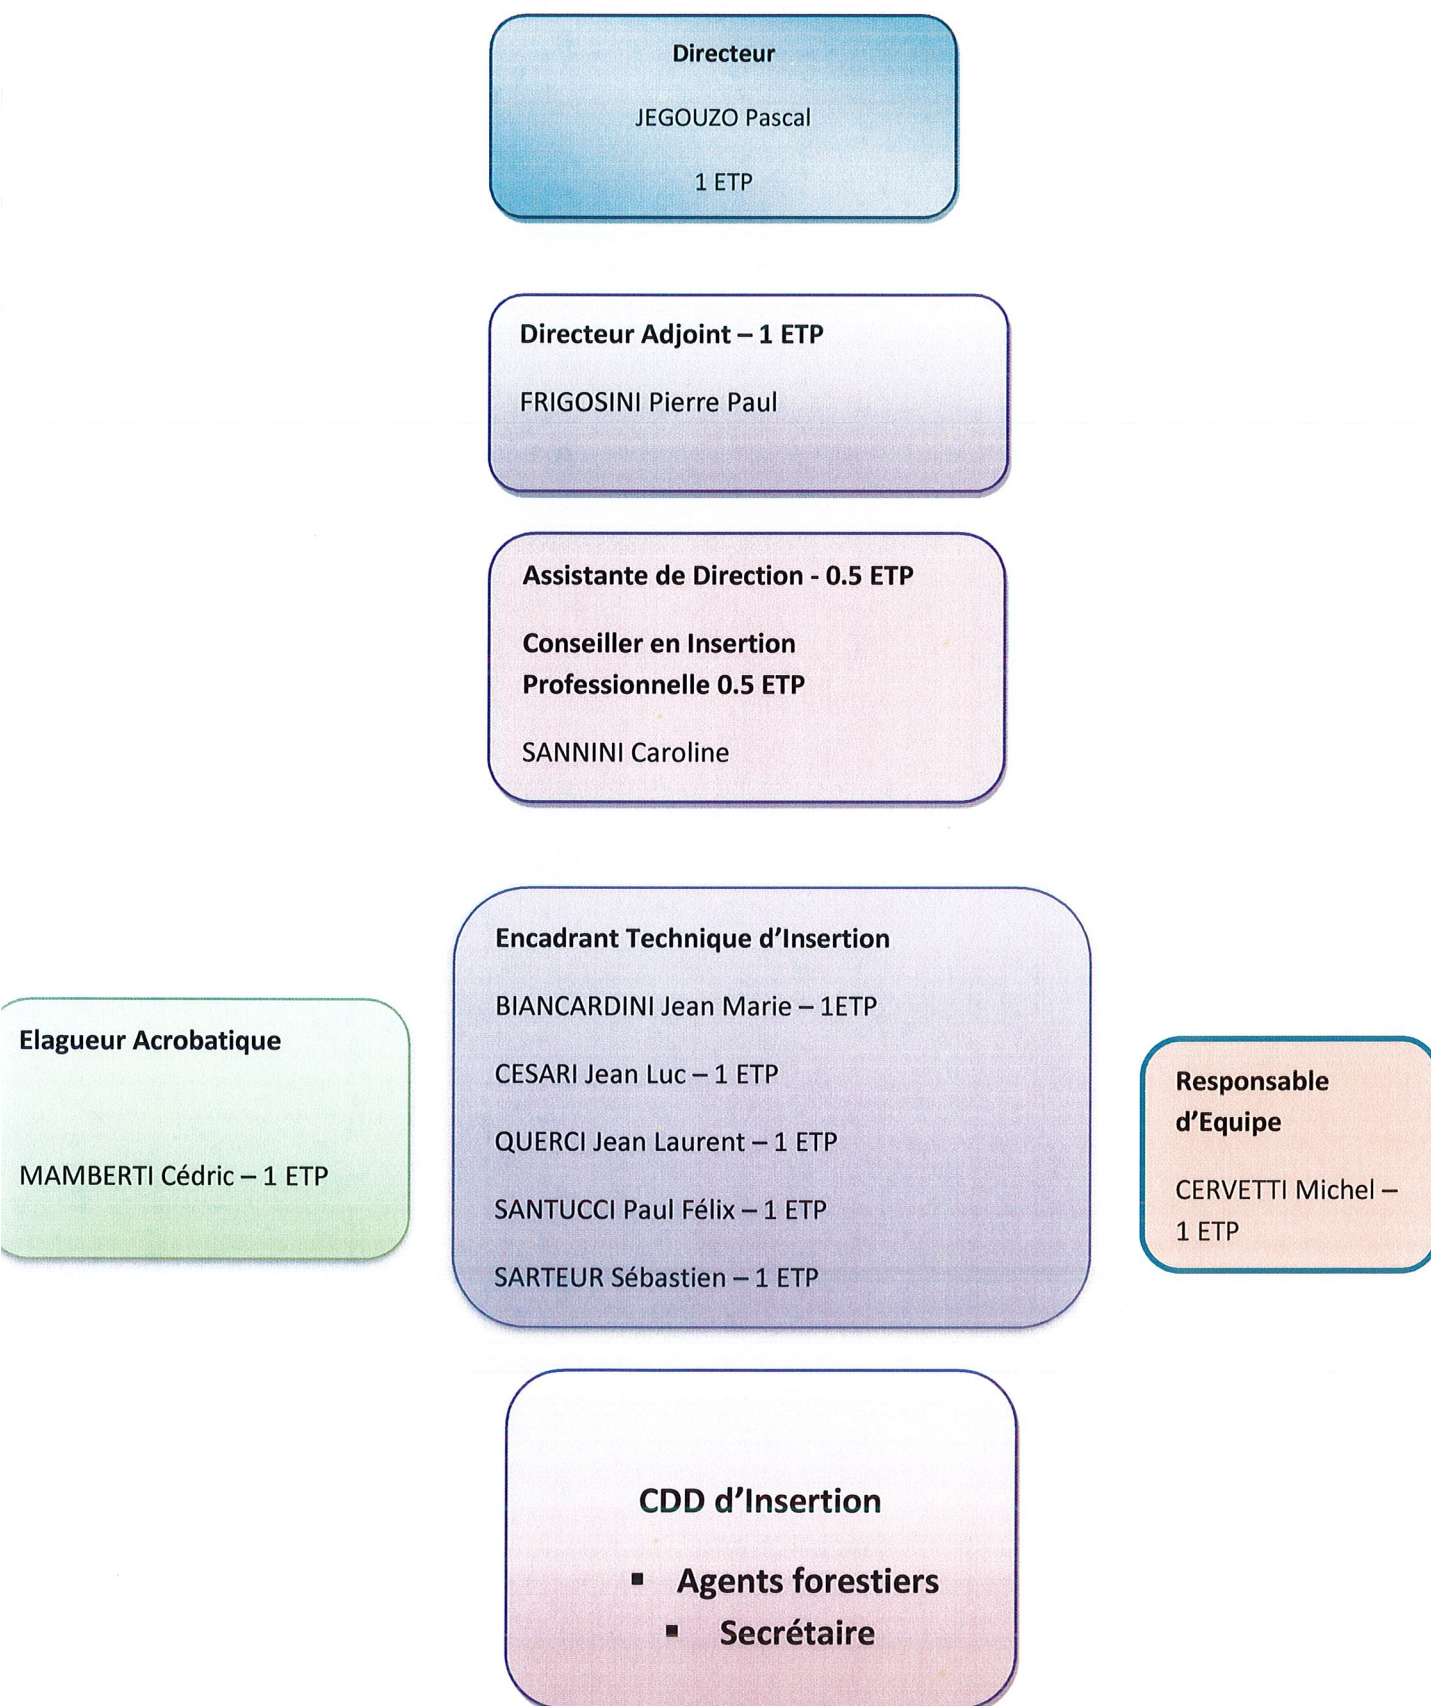 Directeur
JEGOUZO Pascal
1 ETP
Directeur Adjoint – 1 ETP
FRIGOSINI Pierre Paul
Assistante de Direction - 0.5 ETP
Conseiller en Insertion
Professionnelle 0.5 ETP
SANNINI Caroline
Elagueur Acrobatique
MAMBERTI Cédric – 1 ETP
Encadrant Technique d’Insertion
BIANCARDINI Jean Marie – 1ETP
CESARI Jean Luc – 1 ETP
QUERCI Jean Laurent – 1 ETP
SANTUCCI Paul Félix – 1 ETP
SARTEUR Sébastien – 1 ETP
Responsable
d’Equipe
CERVETTI Michel –
1 ETP
CDD d’Insertion
▪ Agents forestiers
▪ Secrétaire